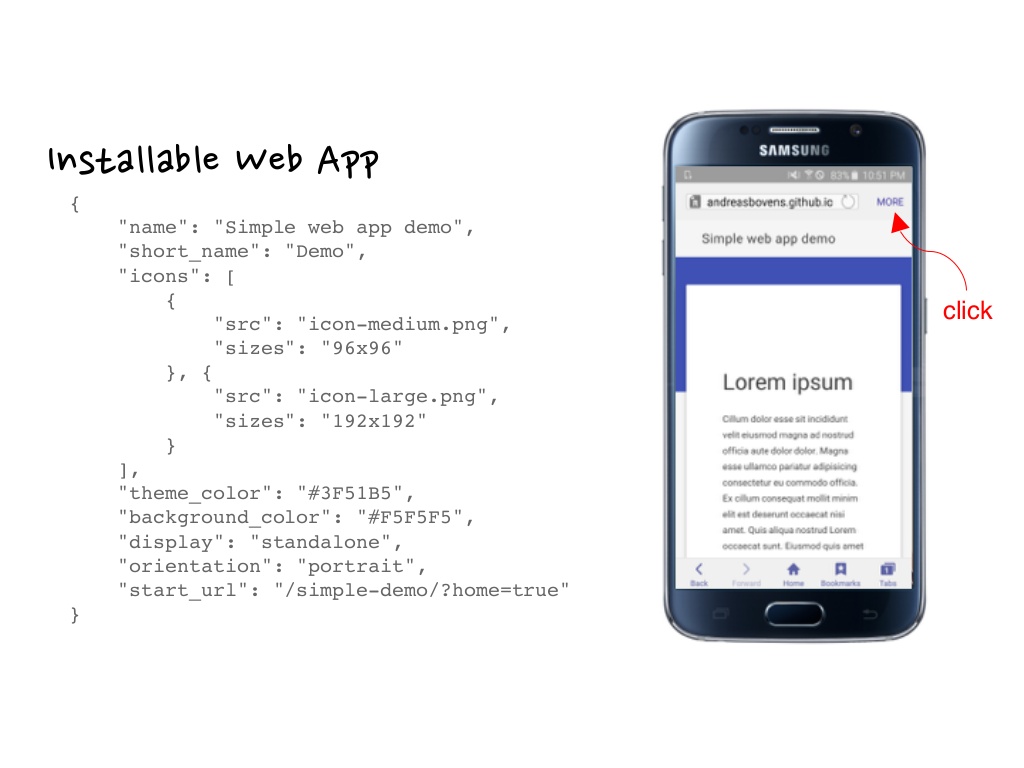 Installable Web App
{
"name": "Simple web app demo",
"short_name": "Demo",
"icons": [
{
"src": "icon-medium.png",
"sizes": "96x96"
}, {
"src": "icon-large.png",
"sizes": "192x192"
}
],
"theme_color": "#3F51B5",
"background_color": "#F5F5F5",
"display": "standalone",
"orientation": "portrait",
"start_url": "/simple-demo/?home=true"
}
SAMSUNG
83% 10:51 PM
andreasbovens.github.io MORE
Simple web app demo
click
Lorem ipsum
Cillum dolor esse sit incididunt
velit eiusmod magna ad nostrud
officia aute dolor dolor. Magna
esse ullamco pariatur adipisicing
consectetur eu commodo officia.
Ex cillum consequat mollit minim
elit est deserunt occaecat nisi
amet. Quis aliqua nostrud Lorem
occaecat sunt. Eiusmod quis amet
Back Forward Home Bookmarks Tabs